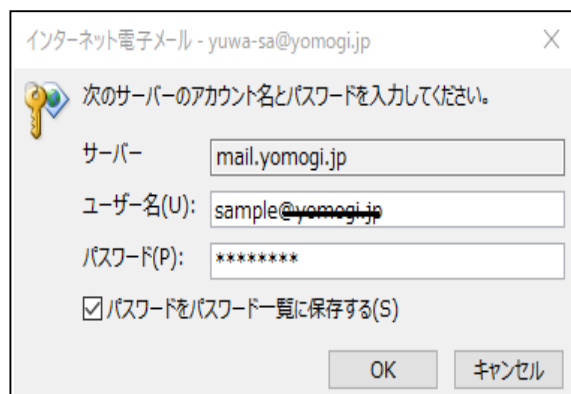 インターネット電子メール - yuwa-sa@yomogi.jp
次のサーバーのアカウント名とパスワードを入力してください。
サーバー mail.yomogi.jp
ユーザー名(U): sample@yomogi.jp
パスワード(P): ********
パスワードをパスワード一覧に保存する(S)
OK キャンセル